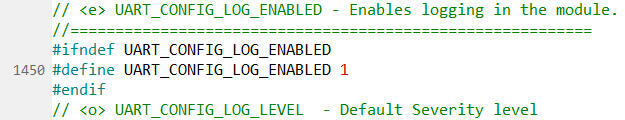 // <e> UART_CONFIG_LOG_ENABLED - Enables logging in the module.
//==========================================================
#ifndef UART_CONFIG_LOG_ENABLED
1450 #define UART_CONFIG_LOG_ENABLED 1
#endif
// <o> UART_CONFIG_LOG_LEVEL  - Default Severity level